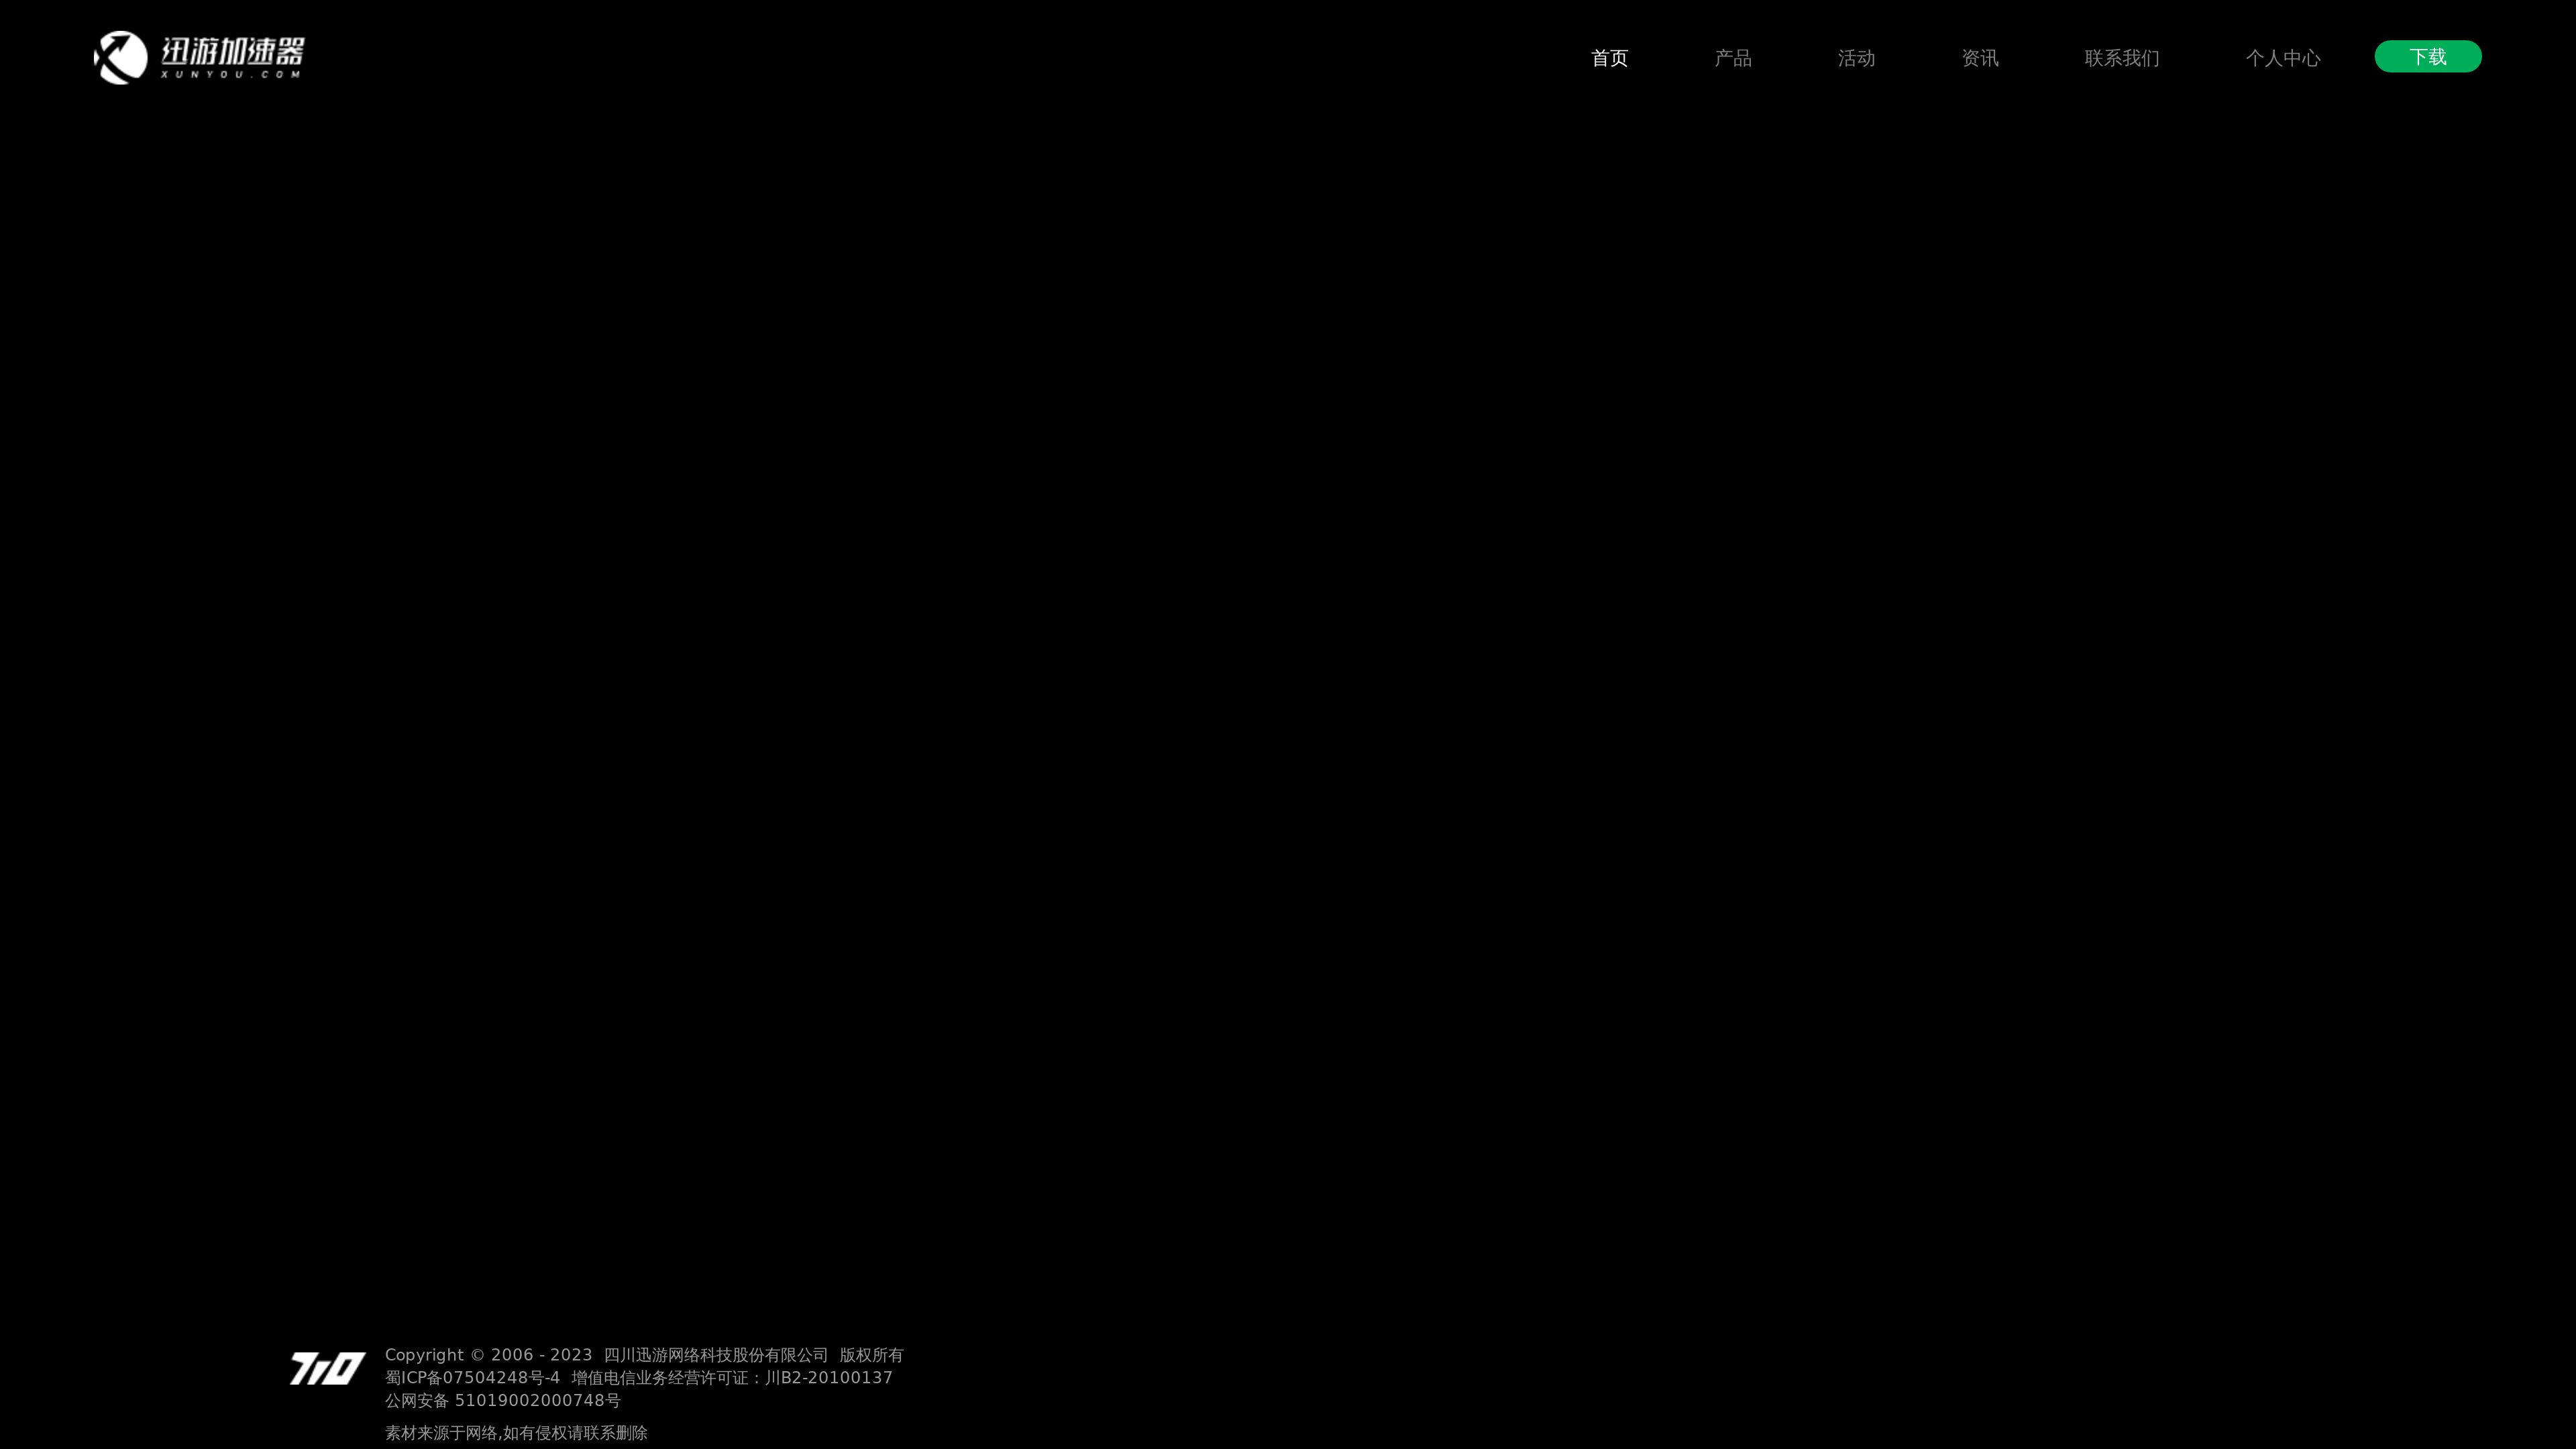 迅游加速器
XUNYOU.COM
首页
产品
活动
资讯
联系我们
个人中心
下载
Copyright © 2006 - 2023 四川迅游网络科技股份有限公司 版权所有
蜀ICP备07504248号-4 增值电信业务经营许可证：川B2-20100137
公网安备 51019002000748号
素材来源于网络,如有侵权请联系删除